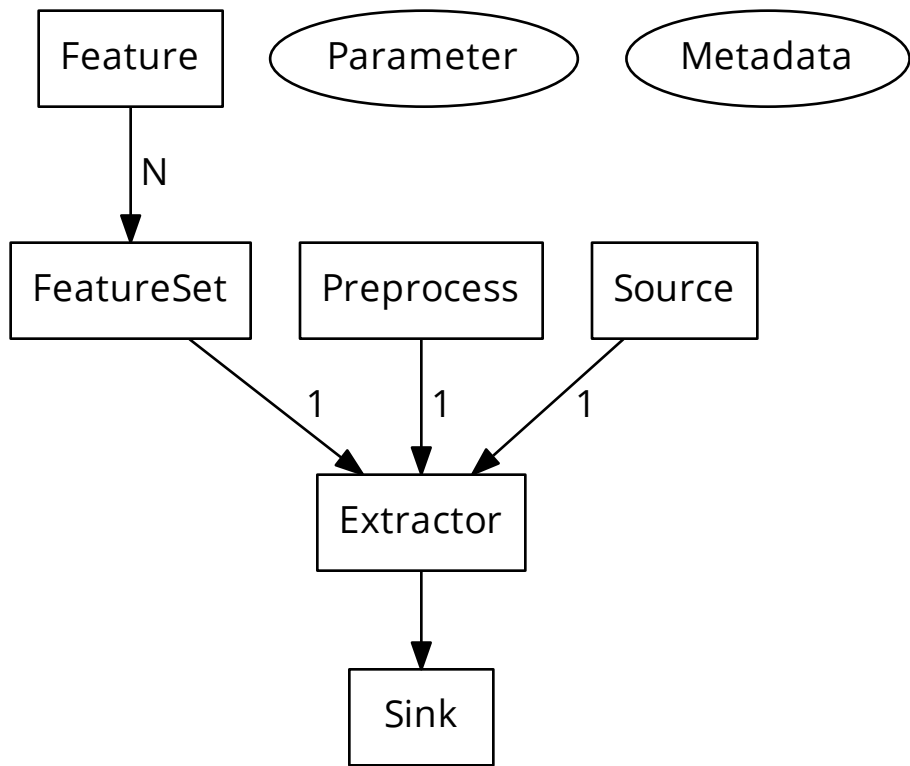 Feature
Parameter
Metadata
N
FeatureSet
Preprocess
Source
1
1
1
Extractor
Sink